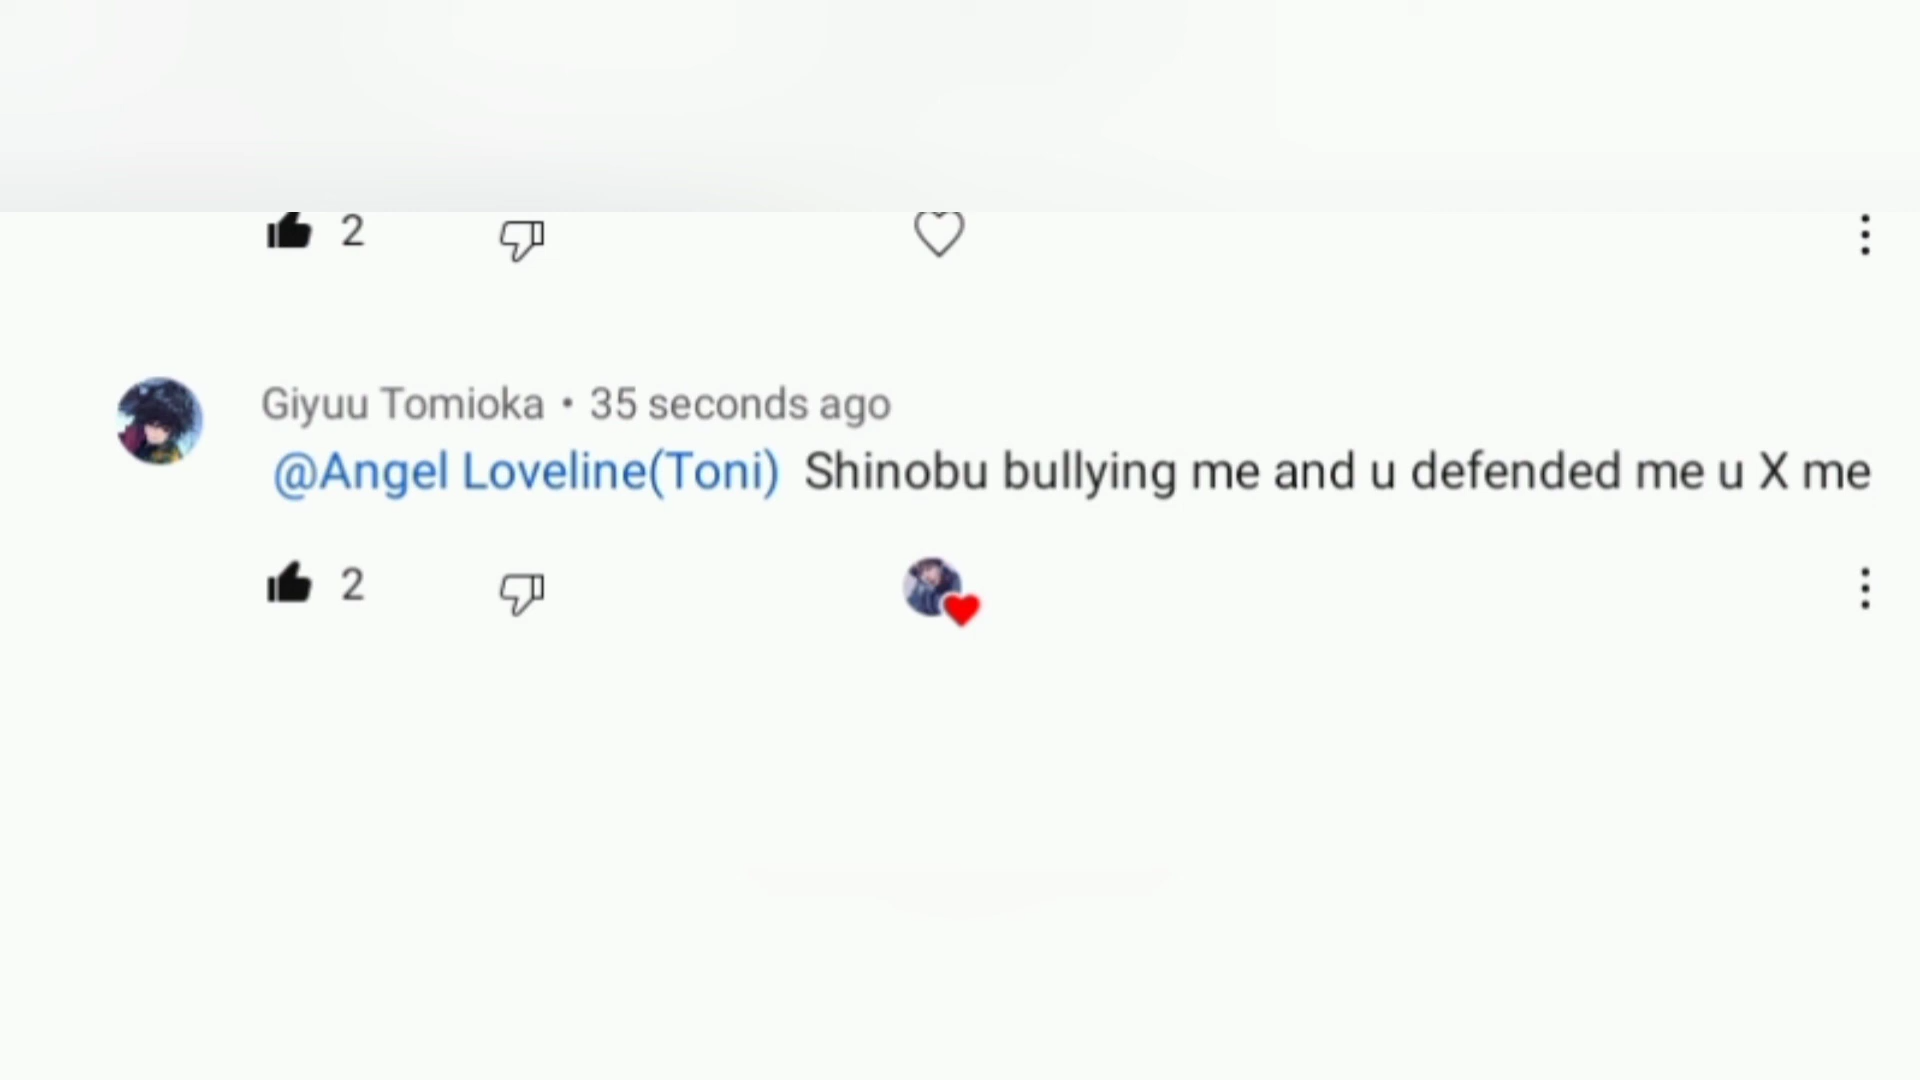 2
Giyuu Tomioka • 35 seconds ago
@Angel Loveline(Toni) Shinobu bullying me and u defended me u X me
2